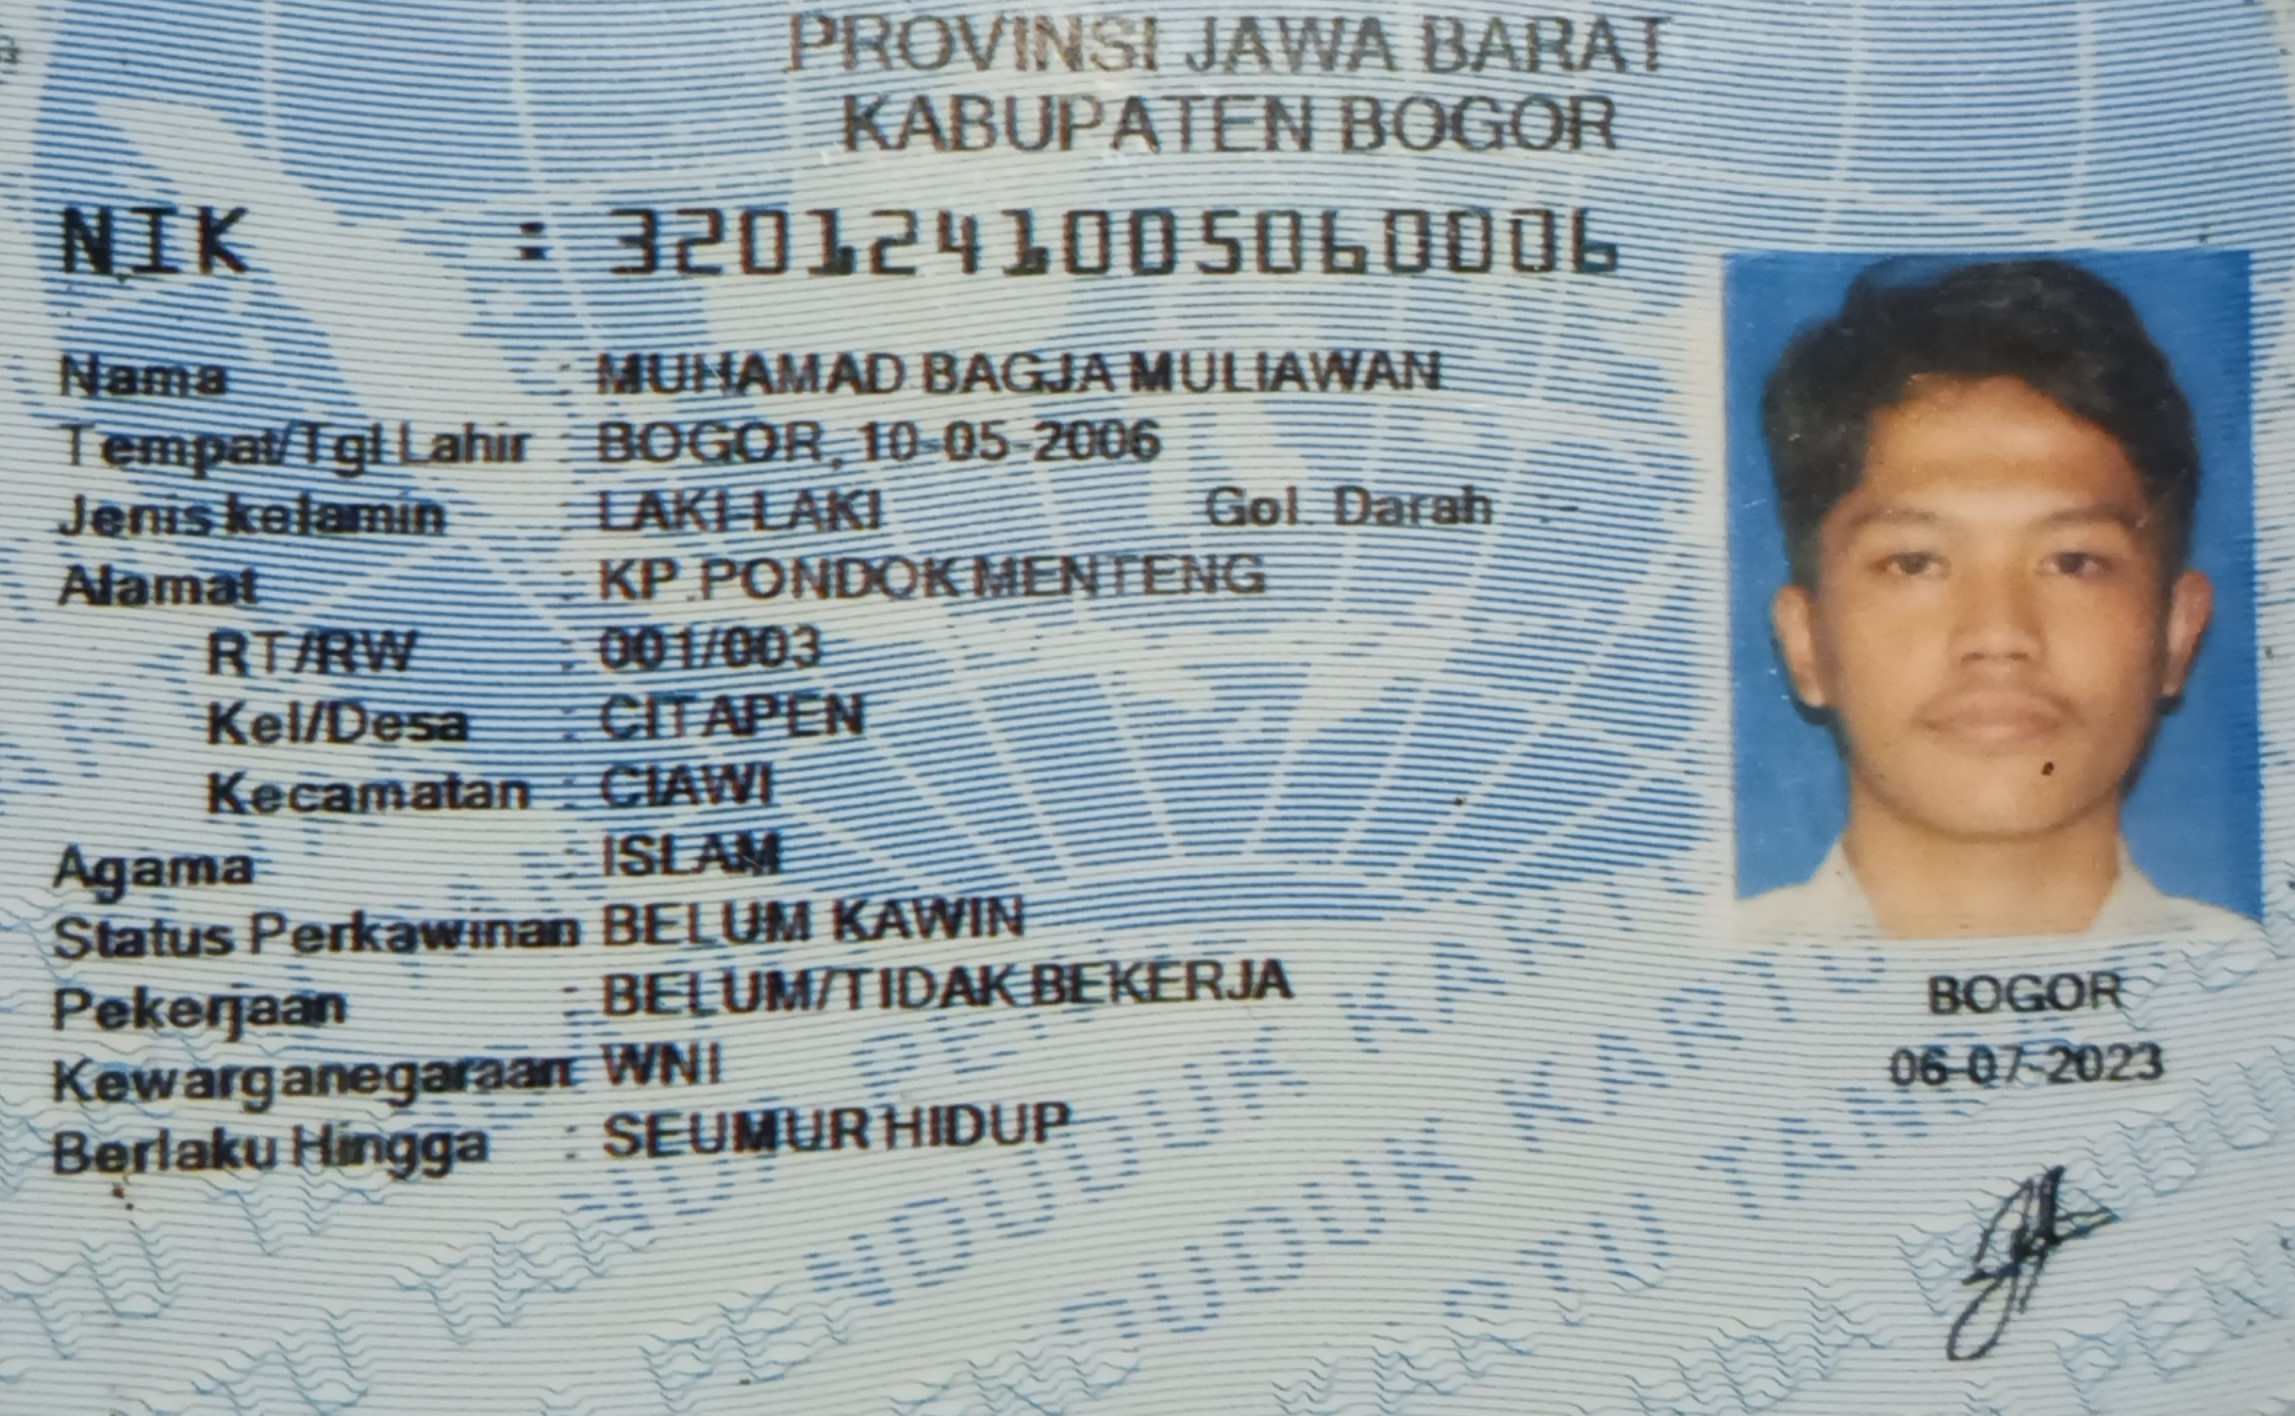 PROVINSI JAWA BARAT
KABUPATEN BOGOR
NIK : 3201241005060006
Nama : MUHAMAD BAGJA MULIAWAN
Tempat/Tgl Lahir : BOGOR, 10-05-2006
Jenis kelamin : LAKI-LAKI Gol. Darah : -
Alamat : KP. PONDOK MENTENG
RT/RW : 001/003
Kel/Desa : CITAPEN
Kecamatan : CIAWI
Agama : ISLAM
Status Perkawinan : BELUM KAWIN
Pekerjaan : BELUM/TIDAK BEKERJA
Kewarganegaraan : WNI
Berlaku Hingga : SEUMUR HIDUP
BOGOR
06-07-2023